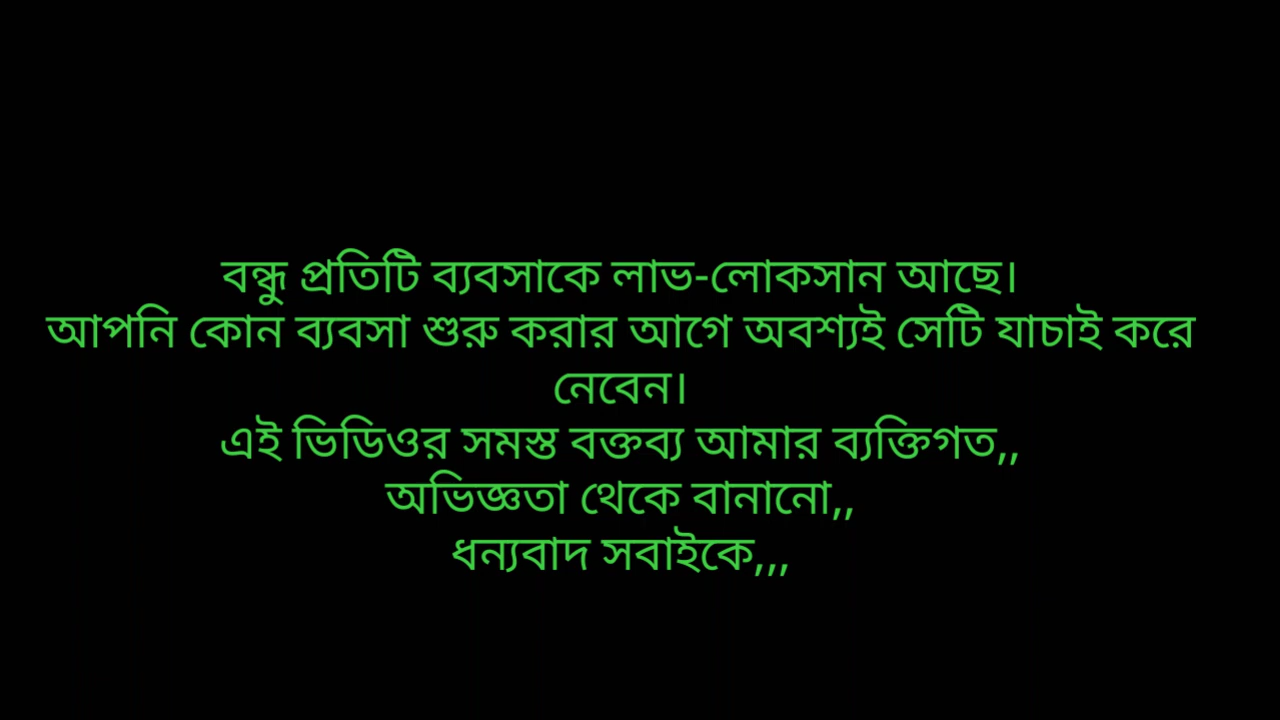 বন্ধু প্রতিটি ব্যবসাকে লাভ-লোকসান আছে।
আপনি কোন ব্যবসা শুরু করার আগে অবশ্যই সেটি যাচাই করে
নেবেন।
এই ভিডিওর সমস্ত বক্তব্য আমার ব্যক্তিগত,,
অভিজ্ঞতা থেকে বানানো,,
ধন্যবাদ সবাইকে,,,